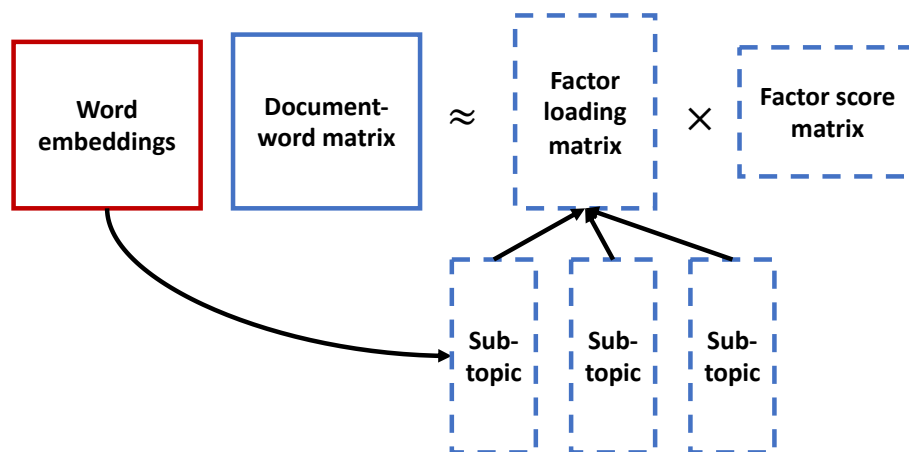 Word
embeddings
Document-
word matrix
≈
Factor
loading
matrix
×
Factor score
matrix
Sub-
topic
Sub-
topic
Sub-
topic